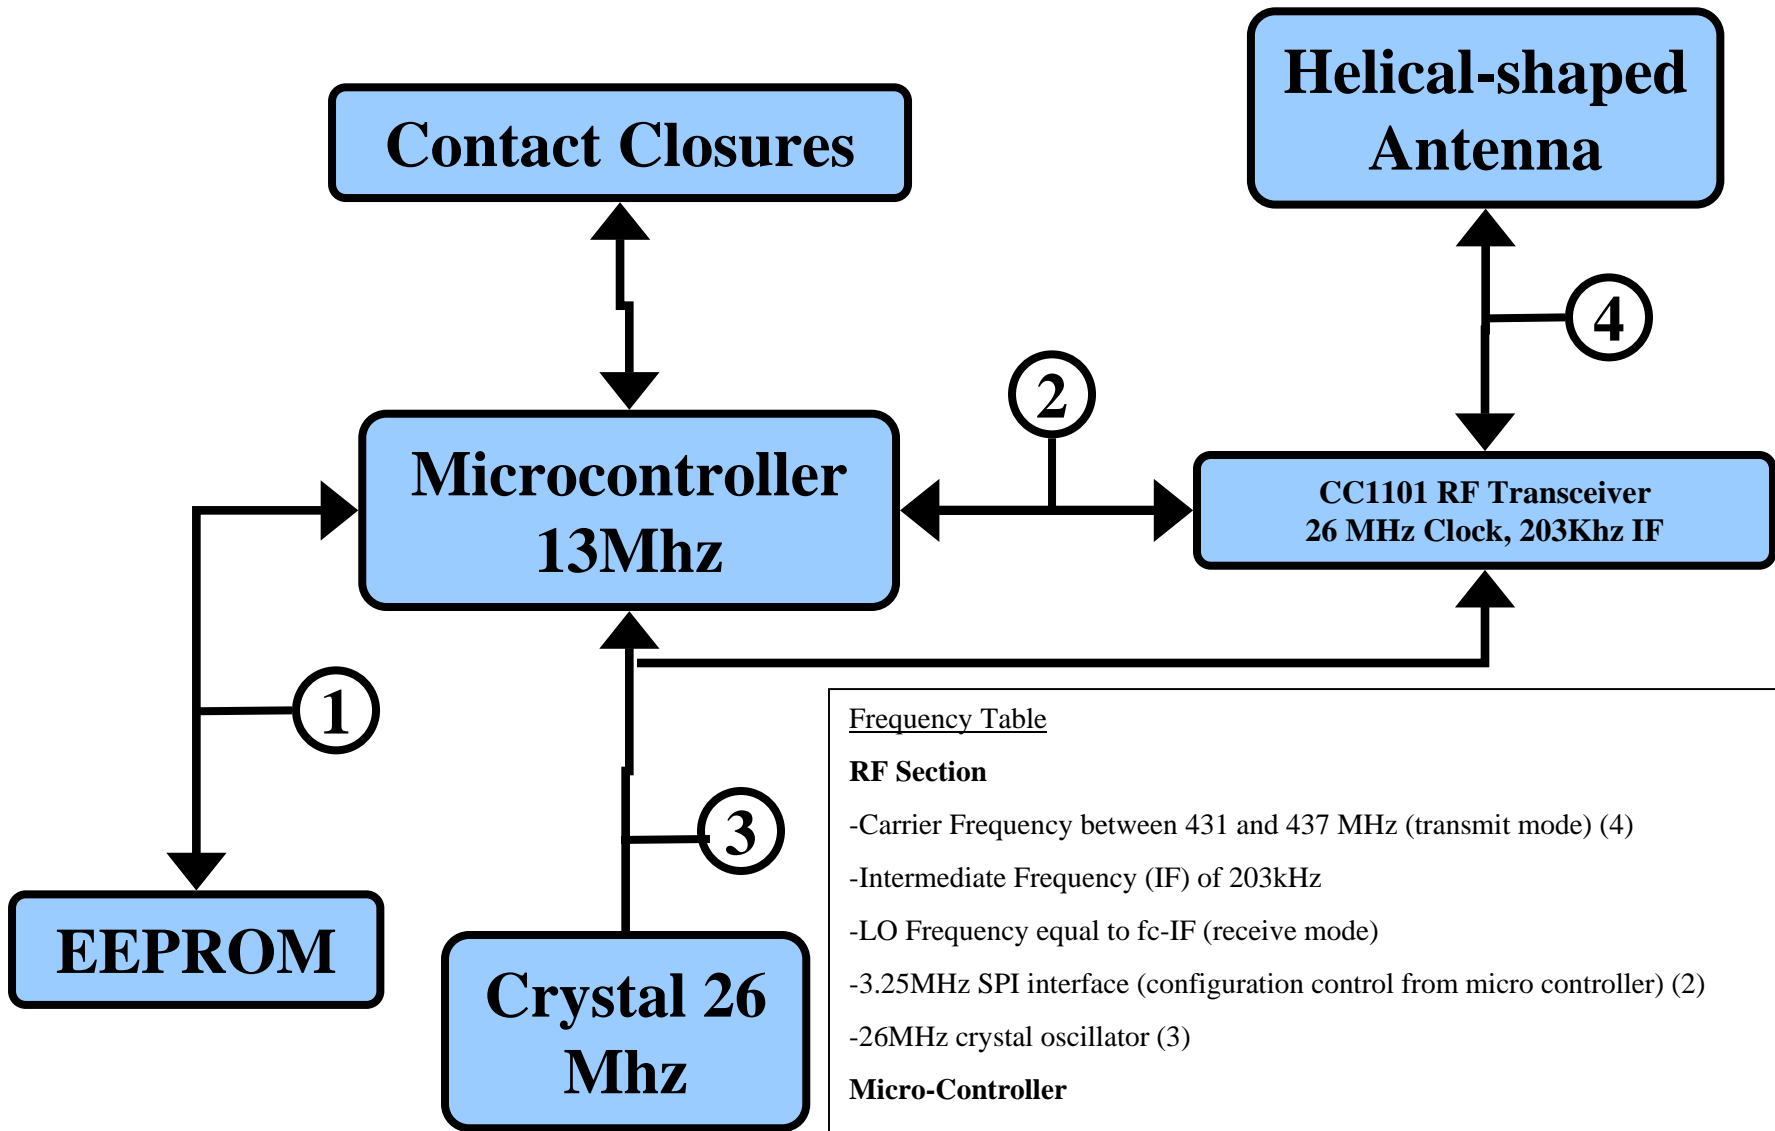 Helical-shaped
Antenna
Contact Closures
4
2
Microcontroller
13Mhz
CC1101 RF Transceiver
26 MHz Clock, 203Khz IF
1
3
EEPROM
Crystal 26
Mhz
Frequency Table
RF Section
-Carrier Frequency between 431 and 437 MHz (transmit mode) (4)
-Intermediate Frequency (IF) of 203kHz
-LO Frequency equal to fc-IF (receive mode)
-3.25MHz SPI interface (configuration control from micro controller) (2)
-26MHz crystal oscillator (3)
Micro-Controller